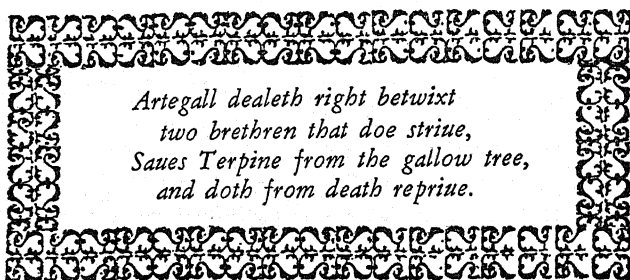 Artegall dealeth right betwixt
two brethren that doe striue,
Saues Terpine from the gallow tree,
and doth from death repriue.